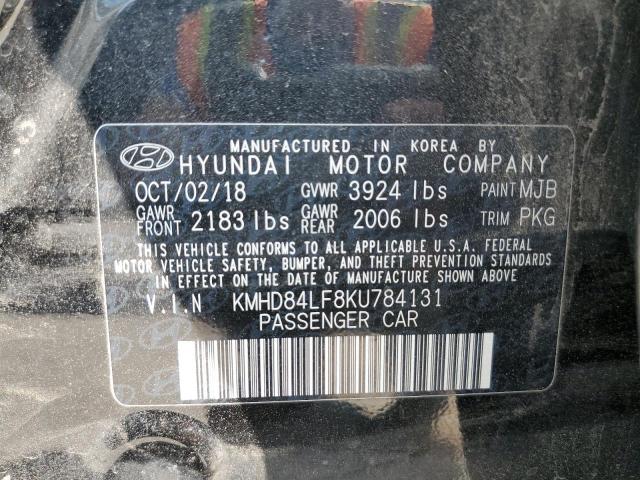 MANUFACTURED IN KOREA BY
HYUNDAI MOTOR COMPANY
OCT/02/18 GVWR 3924 lbs PAINT MJB
GAWR FRONT 2183 lbs GAWR REAR 2006 lbs TRIM PKG
THIS VEHICLE CONFORMS TO ALL APPLICABLE U.S.A. FEDERAL
MOTOR VEHICLE SAFETY, BUMPER, AND THEFT PREVENTION STANDARDS
IN EFFECT ON THE DATE OF MANUFACTURE SHOWN ABOVE.
V.I.N KMHD84LF8KU784131
PASSENGER CAR